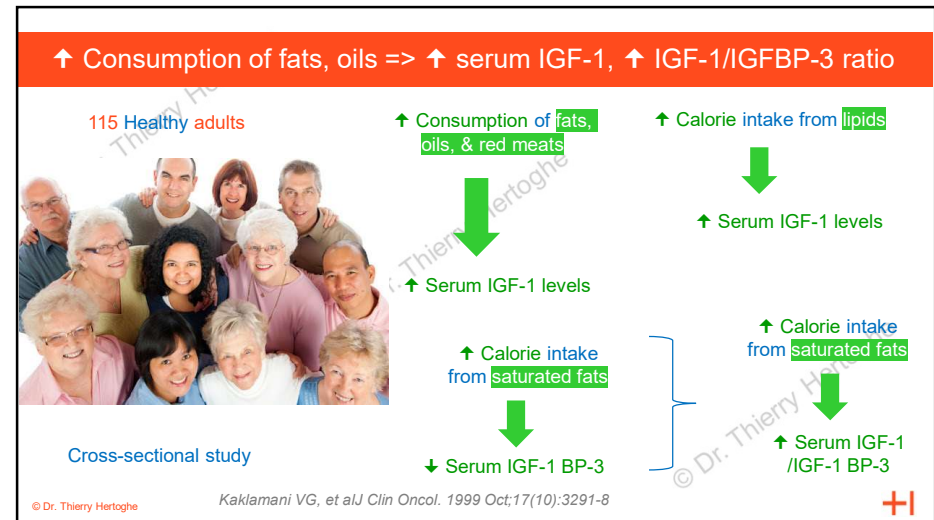 ↑ Consumption of fats, oils => ↑ serum IGF-1, ↑ IGF-1/IGFBP-3 ratio
115 Healthy adults
↑ Consumption of fats,
oils, & red meats
↑ Serum IGF-1 levels
↑ Calorie intake from lipids
↑ Serum IGF-1 levels
↑ Calorie intake
from saturated fats
↓ Serum IGF-1 BP-3
↑ Calorie intake
from saturated fats
↑ Serum IGF-1
/IGF-1 BP-3
Cross-sectional study
© Dr. Thierry Hertoghe
Kaklamani VG, et alJ Clin Oncol. 1999 Oct;17(10):3291-8
© Dr. Thierry Hertoghe